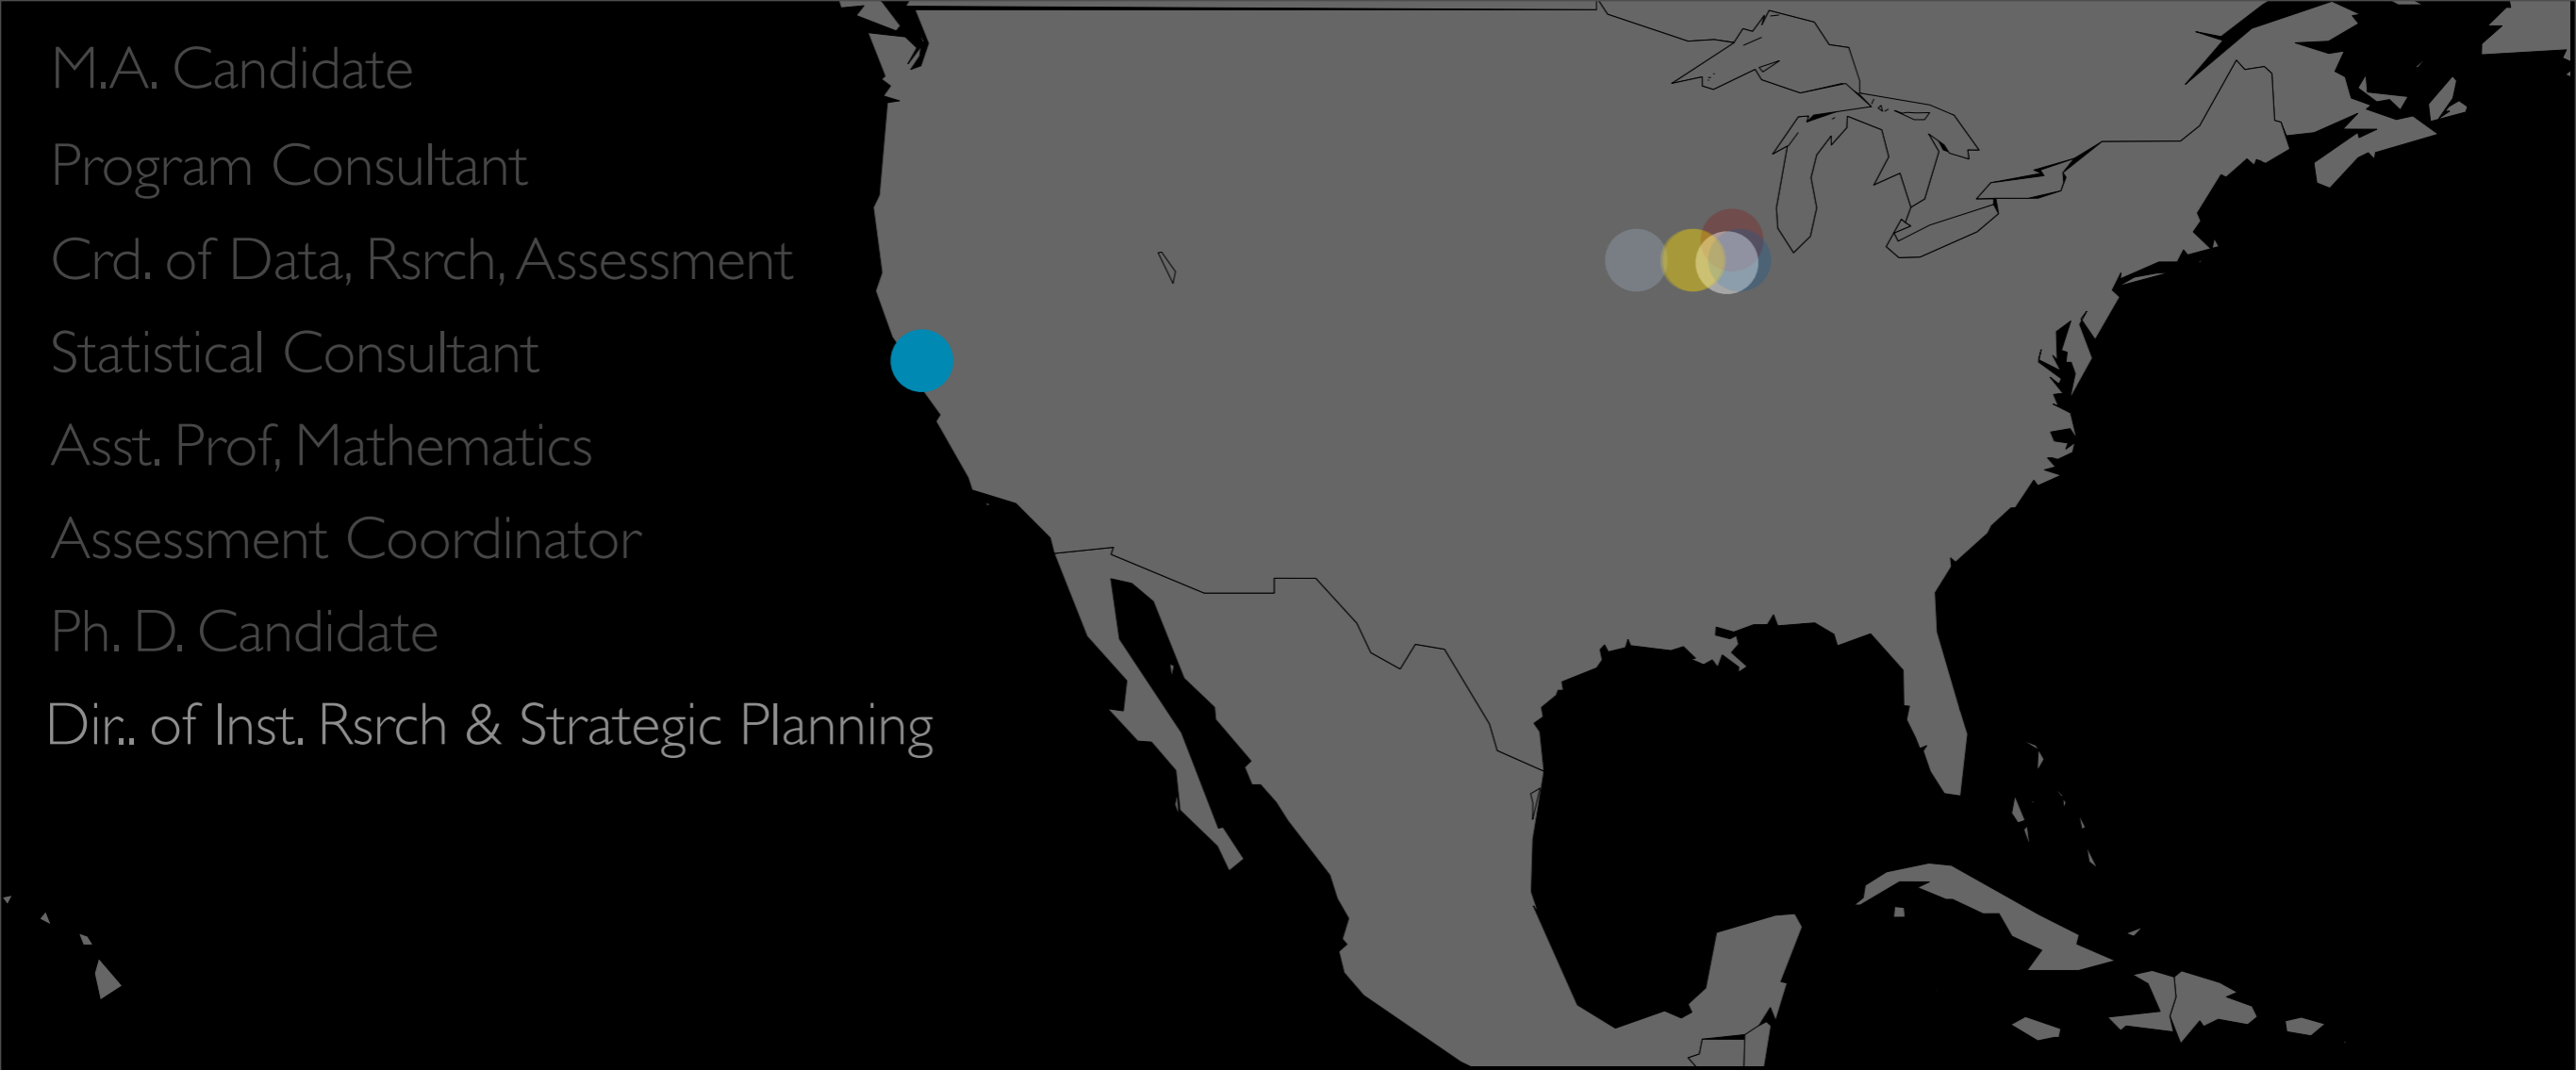 M.A. Candidate
Program Consultant
Crd. of Data, Rsrch, Assessment
Statistical Consultant
Asst. Prof, Mathematics
Assessment Coordinator
Ph. D. Candidate
Dir.. of Inst. Rsrch & Strategic Planning